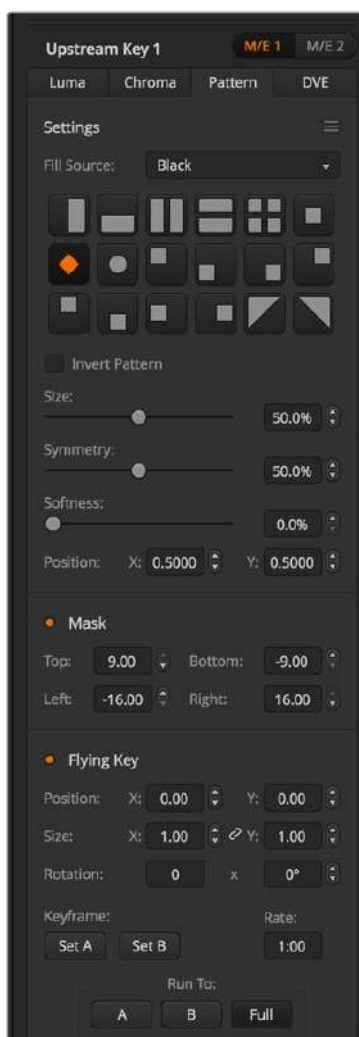 Upstream Key 1 M/E 1 M/E 2
Luma Chroma Pattern DVE
Settings
Fill Source: Black
Invert Pattern
Size:
50.0%
Symmetry:
50.0%
Softness:
0.0%
Position: X: 0.5000 Y: 0.5000
Mask
Top: 9.00 Bottom: -9.00
Left: -16.00 Right: 16.00
Flying Key
Position: X: 0.00 Y: 0.00
Size: X: 1.00 Y: 1.00
Rotation: 0 x 0°
Keyframe: Rate:
Set A Set B 1:00
Run To:
A B Full